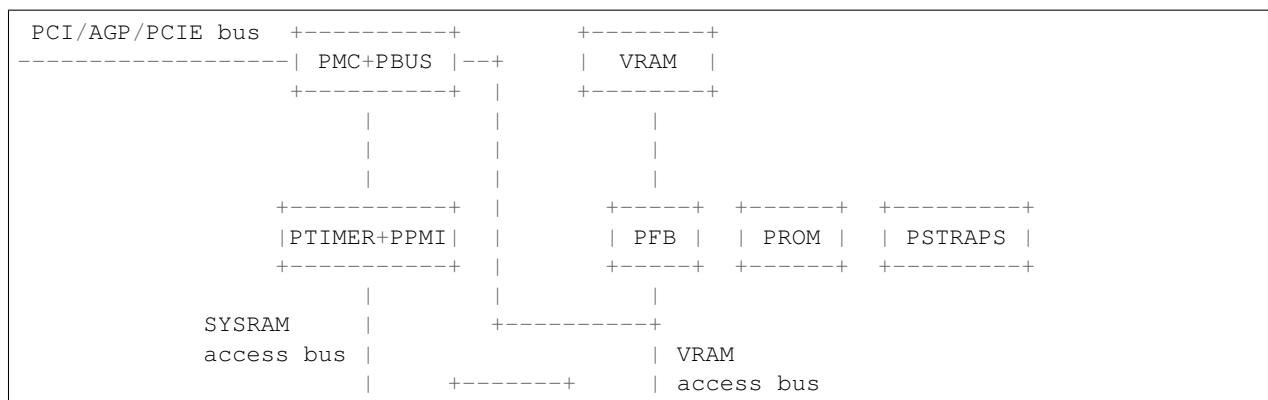 PCI/AGP/PCIE bus  +----------+        +--------+
-------------------| PMC+PBUS |--+     |  VRAM  |
                   +----------+  |     +--------+
                        |        |          |
                        |        |          |
                        |        |          |
                  +-----------+  |       +-----+  +------+  +---------+
                  |PTIMER+PPMI|  |       | PFB |  | PROM |  | PSTRAPS |
                  +-----------+  |       +-----+  +------+  +---------+
                        |        |          |
             SYSRAM     |        +----------+
             access bus |                   | VRAM
                        |     +-------+     | access bus